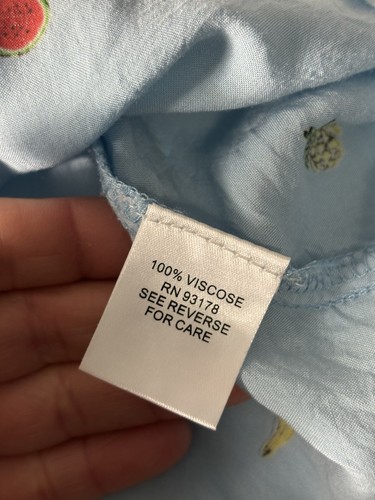 100% VISCOSE
RN 93178
SEE REVERSE
FOR CARE